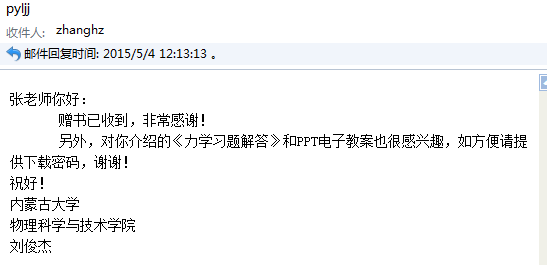 pyljj
收件人: zhanghz
邮件回复时间: 2015/5/4 12:13:13 。
张老师你好：
赠书已收到，非常感谢！
另外，对你介绍的《力学习题解答》和PPT电子教案也很感兴趣，如方便请提
供下载密码，谢谢！
祝好！
内蒙古大学
物理科学与技术学院
刘俊杰